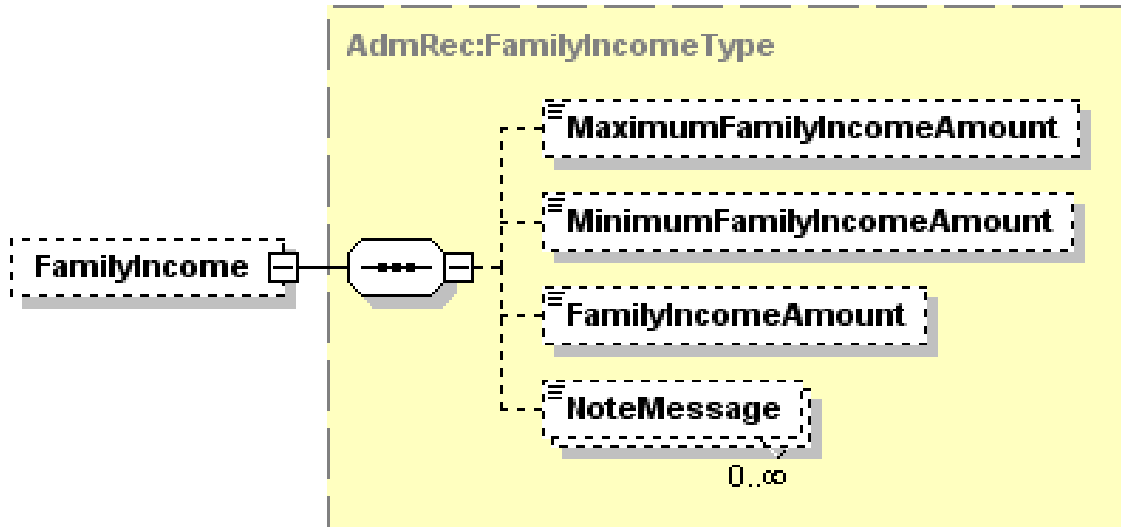 AdmRec:FamilyIncomeType
MaximumFamilyIncomeAmount
MinimumFamilyIncomeAmount
FamilyIncome
FamilyIncomeAmount
NoteMessage
0..∞